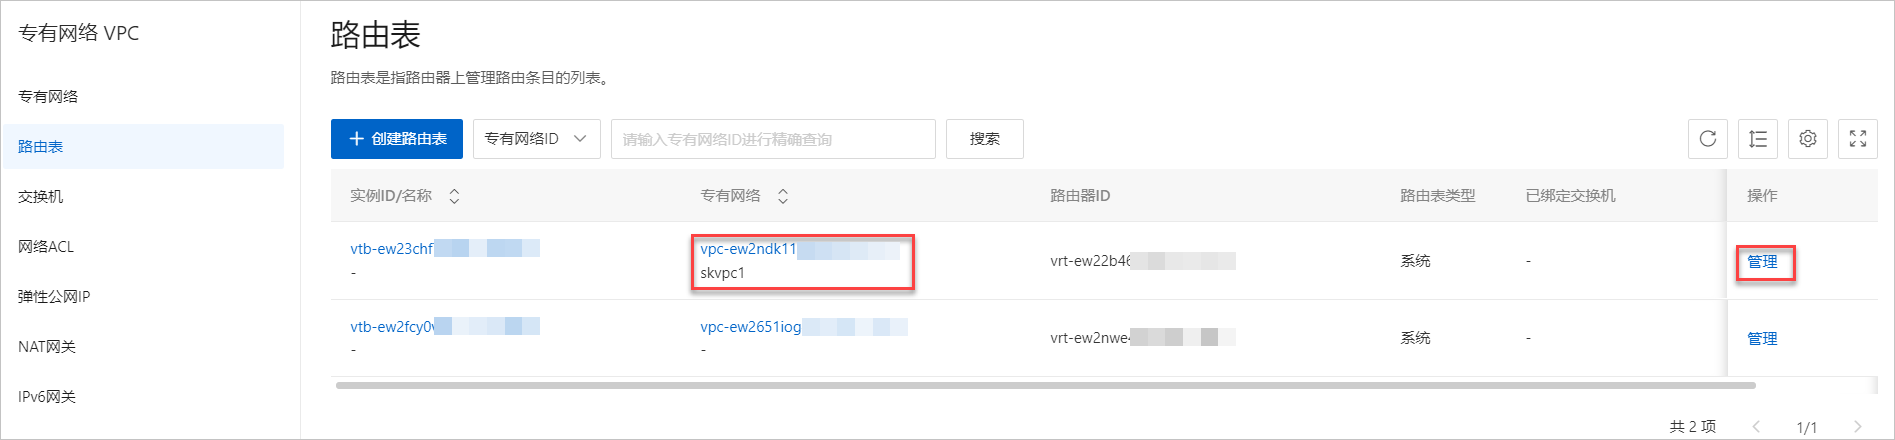 专有网络 VPC
专有网络
路由表
交换机
网络ACL
弹性公网IP
NAT网关
IPv6网关
路由表
路由表是指路由器上管理路由条目的列表。
创建路由表 专有网络ID 请输入专有网络ID进行精确查询 搜索
实例ID/名称 专有网络 路由器ID 路由表类型 已绑定交换机 操作
vtb-ew23chf vpc-ew2ndk11 vrt-ew22b46 系统 - 管理
- skvpc1
vtb-ew2fcy0 vpc-ew2651iog vrt-ew2nwe 系统 - 管理
- -
共 2 项 1/1